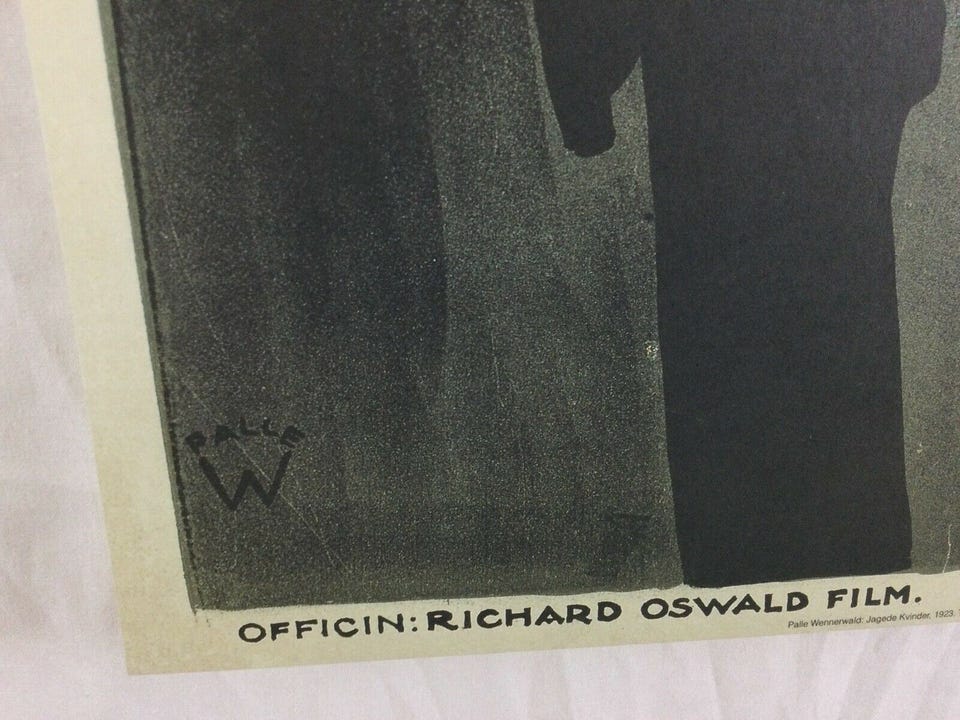 PALLE
W
OFFICIN: RICHARD OSWALD FILM.
Palle Wennerwald: Jagede Kvinder, 1923.